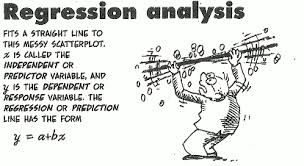 Regression analysis
FITS A STRAIGHT LINE TO
THIS MESSY SCATTERPLOT.
x IS CALLED THE
INDEPENDENT OR
PREDICTOR VARIABLE, AND
y IS THE DEPENDENT OR
RESPONSE VARIABLE. THE
REGRESSION OR PREDICTION
LINE HAS THE FORM
y = a+bx